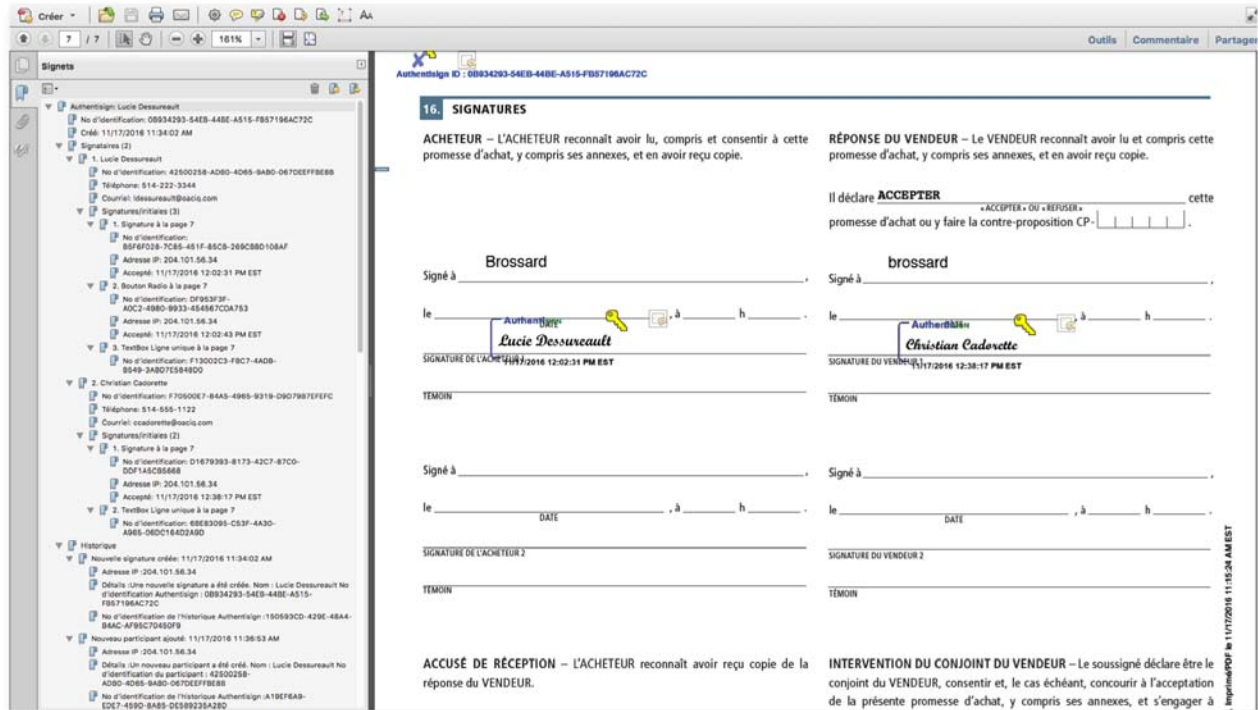 Créer
7 / 7
161%
Outils
Commentaire
Partager
Signets
Authentisign: Lucie Dessureault
No d'identification: 0B934293-54EB-44BE-A515-FB57196AC72C
Créé: 11/17/2016 11:34:02 AM
Signataires (2)
1. Lucie Dessureault
No d'identification: 42500258-AD80-4D65-9AB0-067DEEFFBE8B
Téléphone: 514-222-3344
Courriel: ldessureault@oaciq.com
Signatures/initiales (3)
1. Signature à la page 7
No d'identification:
B5F6F028-7C85-451F-85CB-269CBBD108AF
Adresse IP: 204.101.56.34
Accepté: 11/17/2016 12:02:31 PM EST
2. Bouton Radio à la page 7
No d'identification: DF953F3F-
A0C2-4980-9933-454567CDA753
Adresse IP: 204.101.56.34
Accepté: 11/17/2016 12:02:43 PM EST
3. TextBox Ligne unique à la page 7
No d'identification: F13002C3-FBC7-4ADB-
B549-3ABD7E5848D0
2. Christian Cadorette
No d'identification: F70500E7-84A5-4965-9319-D9D7987EFEFC
Téléphone: 514-555-1122
Courriel: ccadorette@oaciq.com
Signatures/initiales (2)
1. Signature à la page 7
No d'identification: D1679393-8173-42C7-87C0-
DDF1A5CB5668
Adresse IP: 204.101.56.34
Accepté: 11/17/2016 12:38:17 PM EST
2. TextBox Ligne unique à la page 7
No d'identification: 68E83095-C53F-4A30-
A965-06DC164D2A9D
Historique
Nouvelle signature créée: 11/17/2016 11:34:02 AM
Adresse IP :204.101.56.34
Détails :Une nouvelle signature a été créée. Nom : Lucie Dessureault No
d'identification Authentisign : 0B934293-54EB-44BE-A515-
FB57196AC72C
No d'identification de l'historique Authentisign :150593CD-429E-48A4-
B4AC-AF95C70450F9
Nouveau participant ajouté: 11/17/2016 11:36:53 AM
Adresse IP :204.101.56.34
Détails :Un nouveau participant a été créé. Nom : Lucie Dessureault No
d'identification du participant : 42500258-
AD80-4D65-9AB0-067DEEFFBE8B
No d'identification de l'historique Authentisign :A19EF6A9-
EDE7-459D-8A85-DE589235A28D
Authentisign ID : 0B934293-54EB-44BE-A515-FB57196AC72C
16. SIGNATURES
ACHETEUR – L'ACHETEUR reconnaît avoir lu, compris et consentir à cette
promesse d'achat, y compris ses annexes, et en avoir reçu copie.
Signé à Brossard ,
le , à h .
DATE
Authentisign
Lucie Dessureault
SIGNATURE DE L'ACHETEUR 1
11/17/2016 12:02:31 PM EST
TÉMOIN
Signé à ,
le , à h .
DATE
SIGNATURE DE L'ACHETEUR 2
TÉMOIN
ACCUSÉ DE RÉCEPTION – L'ACHETEUR reconnaît avoir reçu copie de la
réponse du VENDEUR.
RÉPONSE DU VENDEUR – Le VENDEUR reconnaît avoir lu et compris cette
promesse d'achat, y compris ses annexes, et en avoir reçu copie.
Il déclare ACCEPTER cette
« ACCEPTER » OU « REFUSER »
promesse d'achat ou y faire la contre-proposition CP- .
Signé à brossard ,
le , à h .
DATE
Authentisign
Christian Cadorette
SIGNATURE DU VENDEUR 1
11/17/2016 12:38:17 PM EST
TÉMOIN
Signé à ,
le , à h .
DATE
SIGNATURE DU VENDEUR 2
TÉMOIN
INTERVENTION DU CONJOINT DU VENDEUR – Le soussigné déclare être le
conjoint du VENDEUR, consentir et, le cas échéant, concourir à l'acceptation
de la présente promesse d'achat, y compris ses annexes, et s'engager à
Imprimé/PDF le 11/17/2016 11:15:24 AM EST